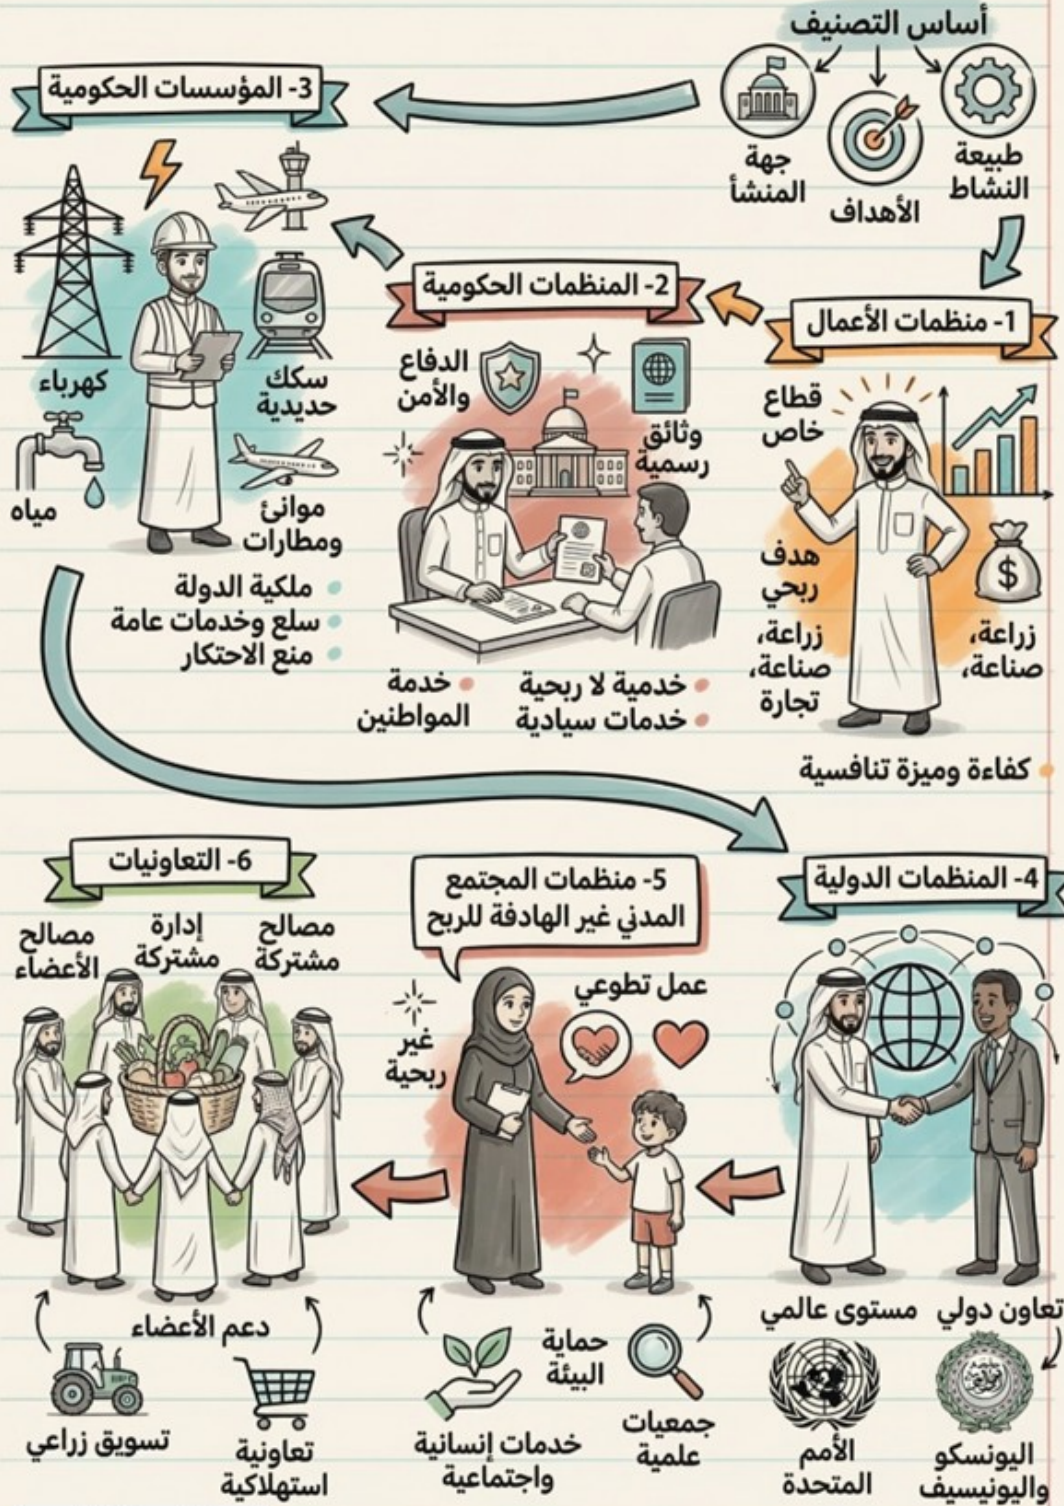 أساس التصنيف
طبيعة
النشاط
الأهداف
جهة
المنشأ
1- منظمات الأعمال
قطاع
خاص
هدف
ربحي
زراعة،
صناعة،
تجارة
زراعة،
صناعة،
$
كفاءة وميزة تنافسية
2- المنظمات الحكومية
الدفاع
والأمن
وثائق
رسمية
خدمية لا ربحية
خدمات سيادية
خدمة
المواطنين
3- المؤسسات الحكومية
كهرباء
سكك
حديدية
مياه
موانئ
ومطارات
ملكية الدولة
سلع وخدمات عامة
منع الاحتكار
4- المنظمات الدولية
تعاون دولي
مستوى عالمي
اليونسكو
واليونيسيف
الأمم
المتحدة
5- منظمات المجتمع
المدني غير الهادفة للربح
عمل تطوعي
غير
ربحية
حماية
البيئة
جمعيات
علمية
خدمات إنسانية
واجتماعية
6- التعاونيات
مصالح
مشتركة
إدارة
مشتركة
مصالح
الأعضاء
دعم الأعضاء
تعاونية
استهلاكية
تسويق زراعي